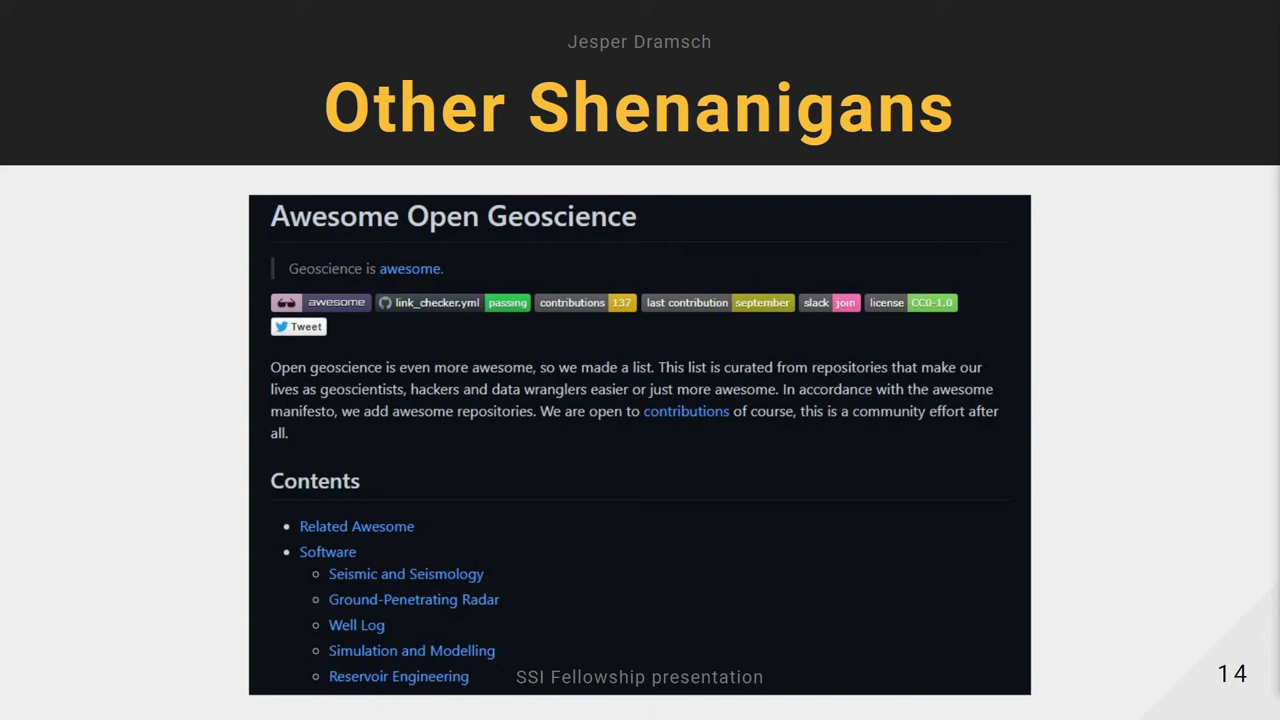 Jesper Dramsch
Other Shenanigans
Awesome Open Geoscience
Geoscience is awesome.
awesome link_checker.yml passing contributions 137 last contribution september slack join license CC0-1.0
Tweet
Open geoscience is even more awesome, so we made a list. This list is curated from repositories that make our
lives as geoscientists, hackers and data wranglers easier or just more awesome. In accordance with the awesome
manifesto, we add awesome repositories. We are open to contributions of course, this is a community effort after
all.
Contents
Related Awesome
Software
Seismic and Seismology
Ground-Penetrating Radar
Well Log
Simulation and Modelling
Reservoir Engineering
SSI Fellowship presentation
14